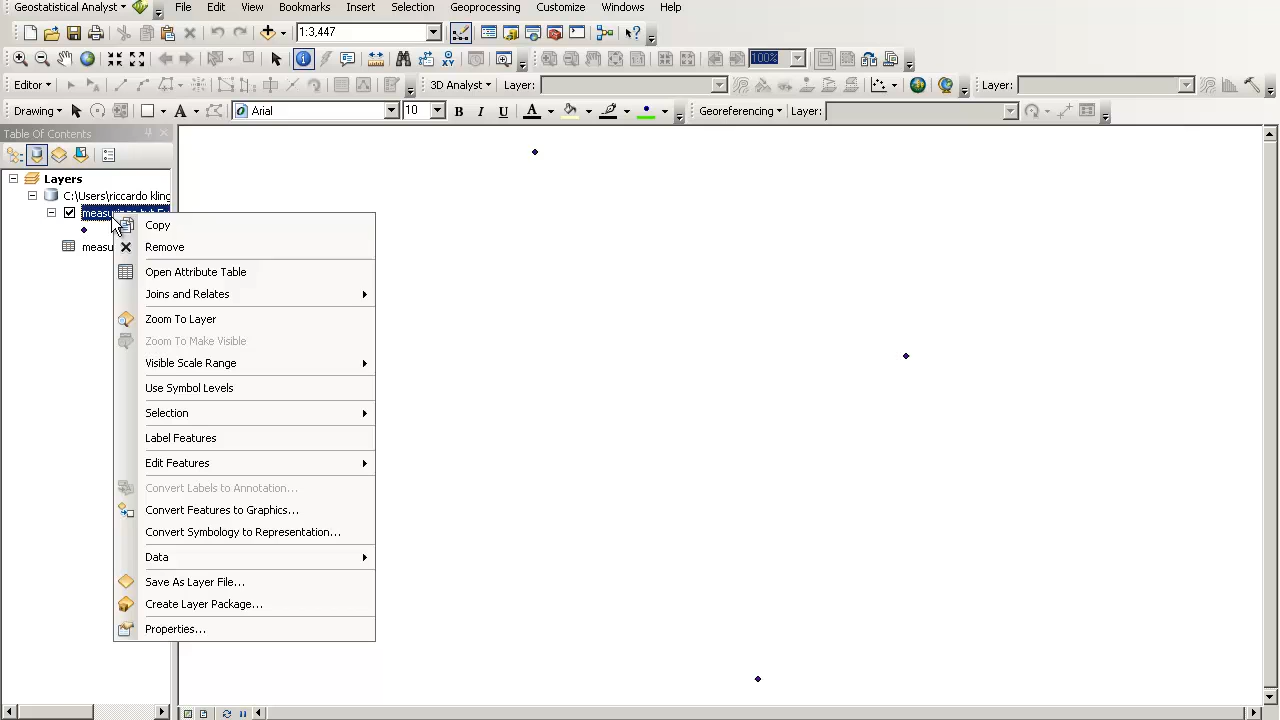 Geostatistical Analyst File Edit View Bookmarks Insert Selection Geoprocessing Customize Windows Help
1:3,447
100%
Editor 3D Analyst Layer: Layer:
Drawing A Arial 10 B I U A Georeferencing Layer:
Table Of Contents
Layers
C:\Users\riccardo kling
Copy
Remove
Open Attribute Table
Joins and Relates
Zoom To Layer
Zoom To Make Visible
Visible Scale Range
Use Symbol Levels
Selection
Label Features
Edit Features
Convert Labels to Annotation...
Convert Features to Graphics...
Convert Symbology to Representation...
Data
Save As Layer File...
Create Layer Package...
Properties...